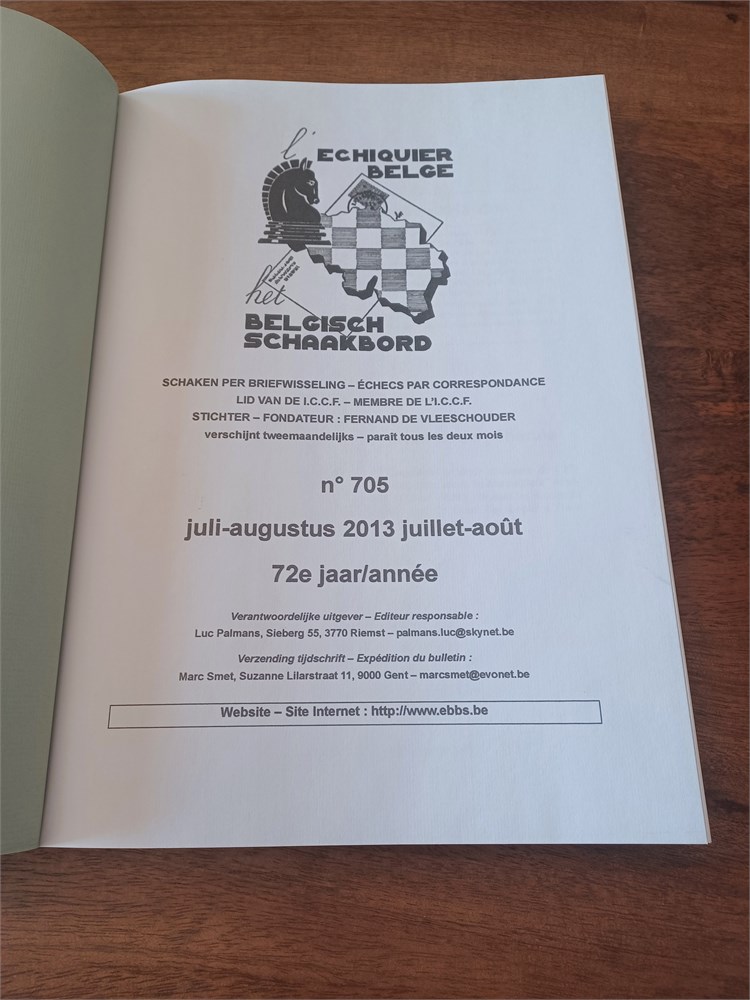 l'ECHIQUIER
BELGE
het
BELGISCH
SCHAAKBORD
SCHAKEN PER BRIEFWISSELING – ÉCHECS PAR CORRESPONDANCE
LID VAN DE I.C.C.F. – MEMBRE DE L'I.C.C.F.
STICHTER – FONDATEUR : FERNAND DE VLEESCHOUDER
verschijnt tweemaandelijks – paraît tous les deux mois
n° 705
juli-augustus 2013 juillet-août
72e jaar/année
Verantwoordelijke uitgever – Editeur responsable :
Luc Palmans, Sieberg 55, 3770 Riemst – palmans.luc@skynet.be
Verzending tijdschrift – Expédition du bulletin :
Marc Smet, Suzanne Lilarstraat 11, 9000 Gent – marcsmet@evonet.be
Website – Site Internet : http://www.ebbs.be